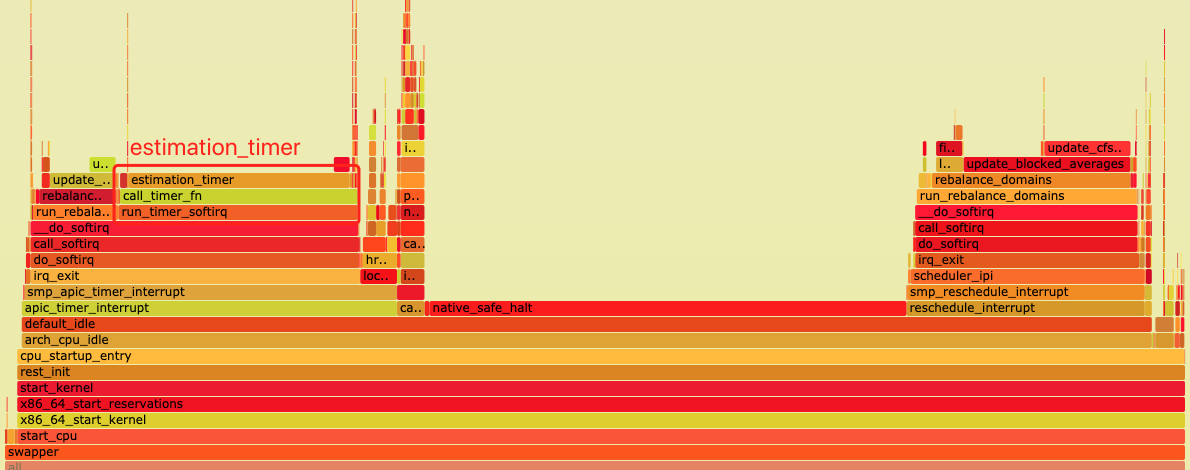 estimation_timer
i..
fi..
update_cfs..
u..
l..
update_blocked_averages
update_..
estimation_timer
rebalance_domains
rebalanc..
call_timer_fn
p..
run_rebalance_domains
run_rebala..
run_timer_softirq
n..
__do_softirq
__do_softirq
call_softirq
ca..
call_softirq
do_softirq
hr..
do_softirq
irq_exit
loc..
i..
irq_exit
scheduler_ipi
smp_apic_timer_interrupt
smp_reschedule_interrupt
apic_timer_interrupt
ca..
native_safe_halt
reschedule_interrupt
default_idle
arch_cpu_idle
cpu_startup_entry
rest_init
start_kernel
x86_64_start_reservations
x86_64_start_kernel
start_cpu
swapper
all